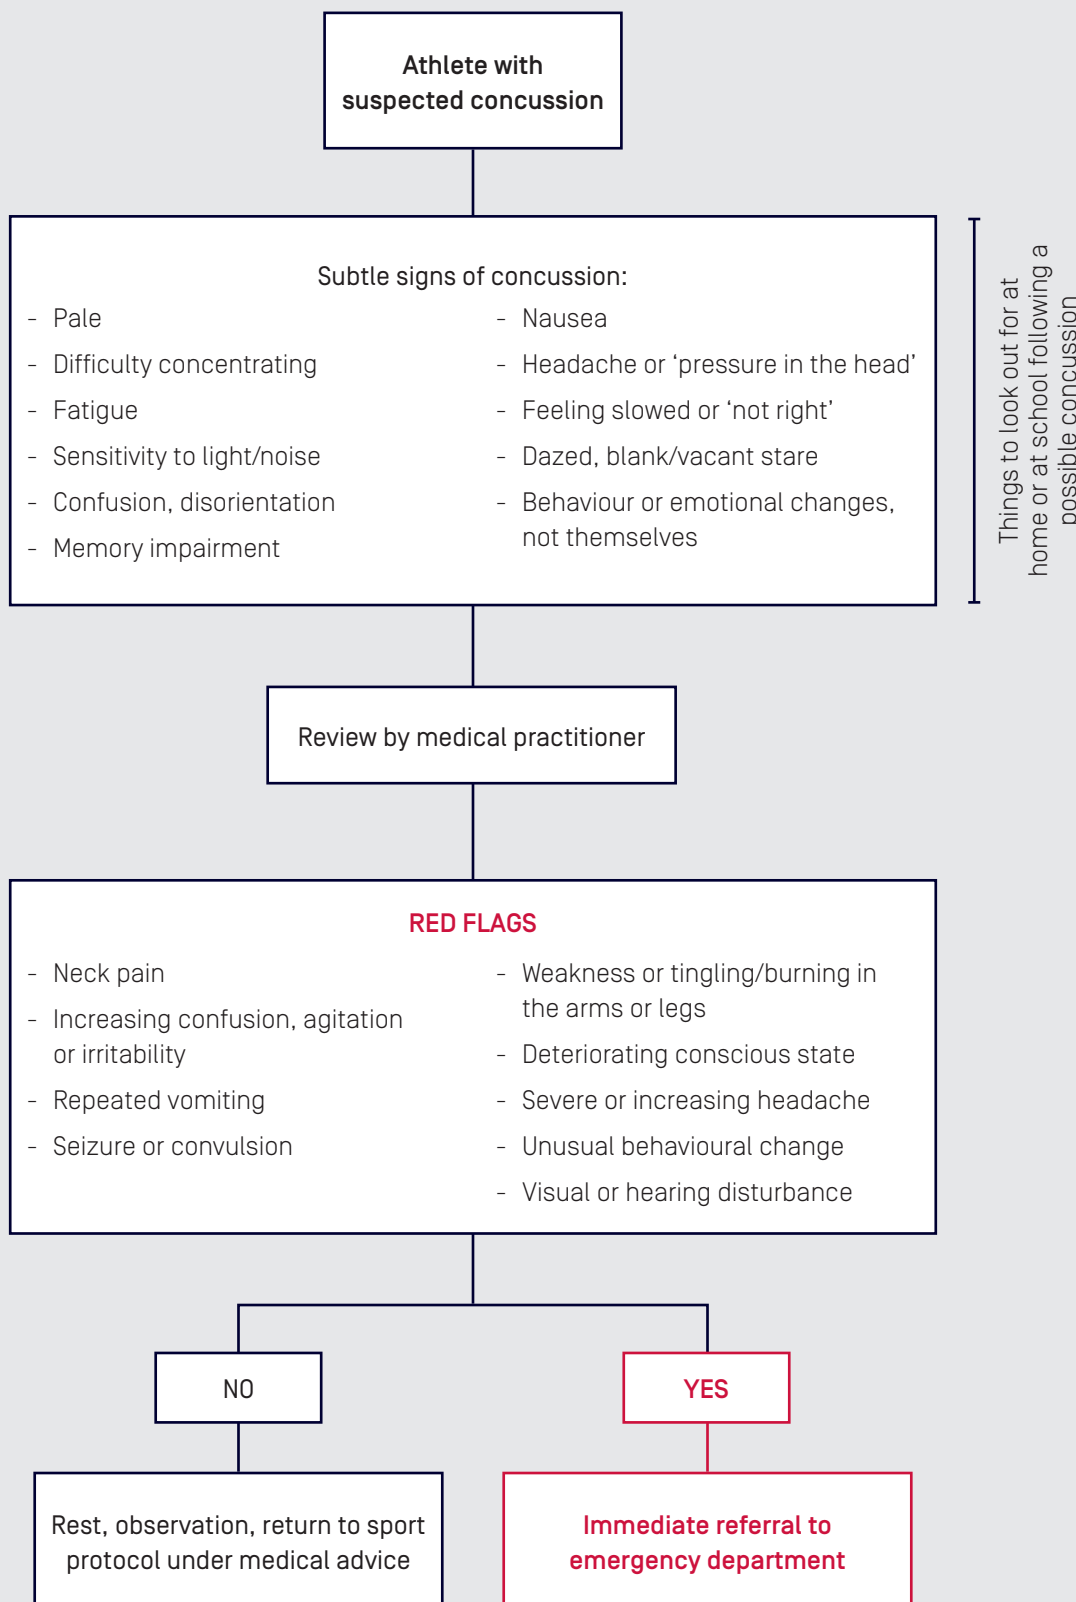 Athlete with
suspected concussion
Subtle signs of concussion:
- Pale
- Difficulty concentrating
- Fatigue
- Sensitivity to light/noise
- Confusion, disorientation
- Memory impairment
- Nausea
- Headache or ‘pressure in the head’
- Feeling slowed or ‘not right’
- Dazed, blank/vacant stare
- Behaviour or emotional changes,
not themselves
Things to look out for at
home or at school following a
possible concussion
Review by medical practitioner
RED FLAGS
- Neck pain
- Increasing confusion, agitation
or irritability
- Repeated vomiting
- Seizure or convulsion
- Weakness or tingling/burning in
the arms or legs
- Deteriorating conscious state
- Severe or increasing headache
- Unusual behavioural change
- Visual or hearing disturbance
NO
YES
Rest, observation, return to sport
protocol under medical advice
Immediate referral to
emergency department